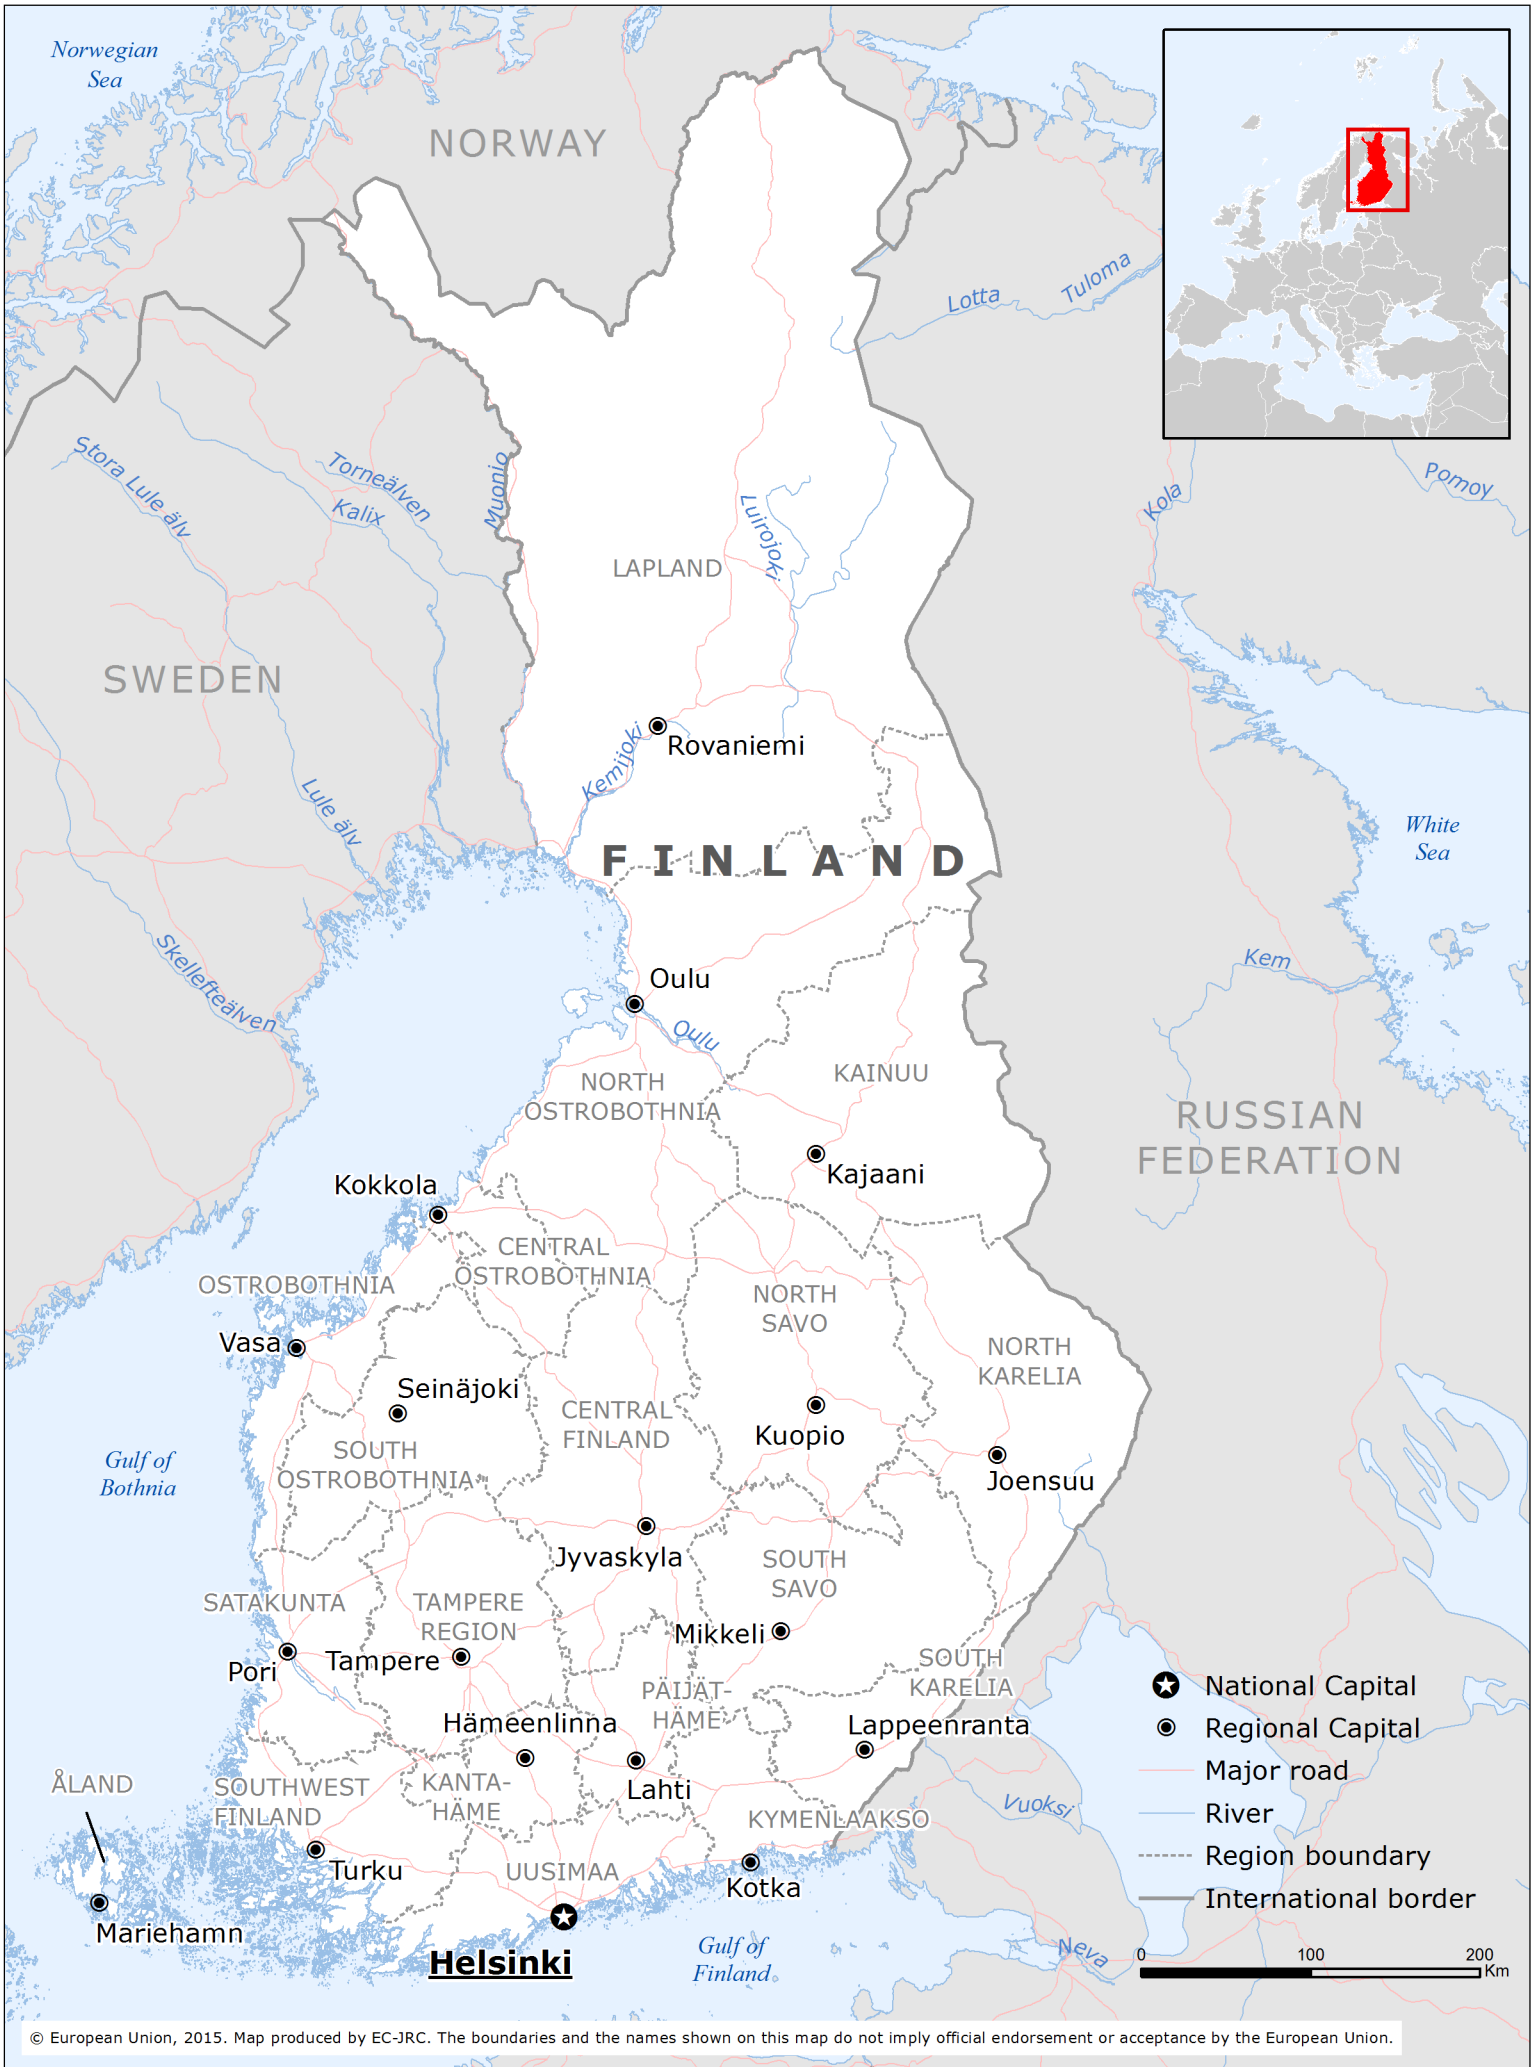 Norwegian
Sea
NORWAY
Lotta
Tuloma
Stora Lule älv
Torneälven
Kalix
Muonio
Luirojoki
Kola
Pomoy
LAPLAND
SWEDEN
Kemijoki
Rovaniemi
Lule älv
White
Sea
FINLAND
Skellefteälven
Kem
Oulu
Oulu
NORTH
OSTROBOTHNIA
KAINUU
RUSSIAN
FEDERATION
Kajaani
Kokkola
CENTRAL
OSTROBOTHNIA
OSTROBOTHNIA
NORTH
SAVO
Vasa
NORTH
KARELIA
Seinäjoki
CENTRAL
FINLAND
Kuopio
SOUTH
OSTROBOTHNIA
Gulf of
Bothnia
Joensuu
Jyvaskyla
SOUTH
SAVO
SATAKUNTA
TAMPERE
REGION
Mikkeli
Pori
Tampere
SOUTH
KARELIA
PÄIJÄT-
HÄME
Hämeenlinna
Lappeenranta
Lahti
ÅLAND
SOUTHWEST
FINLAND
KANTA-
HÄME
KYMENLAAKSO
Vuoksi
Turku
UUSIMAA
Kotka
Mariehamn
Helsinki
Gulf of
Finland
Neva
National Capital
Regional Capital
Major road
River
Region boundary
International border
0 100 200
Km
© European Union, 2015. Map produced by EC-JRC. The boundaries and the names shown on this map do not imply official endorsement or acceptance by the European Union.